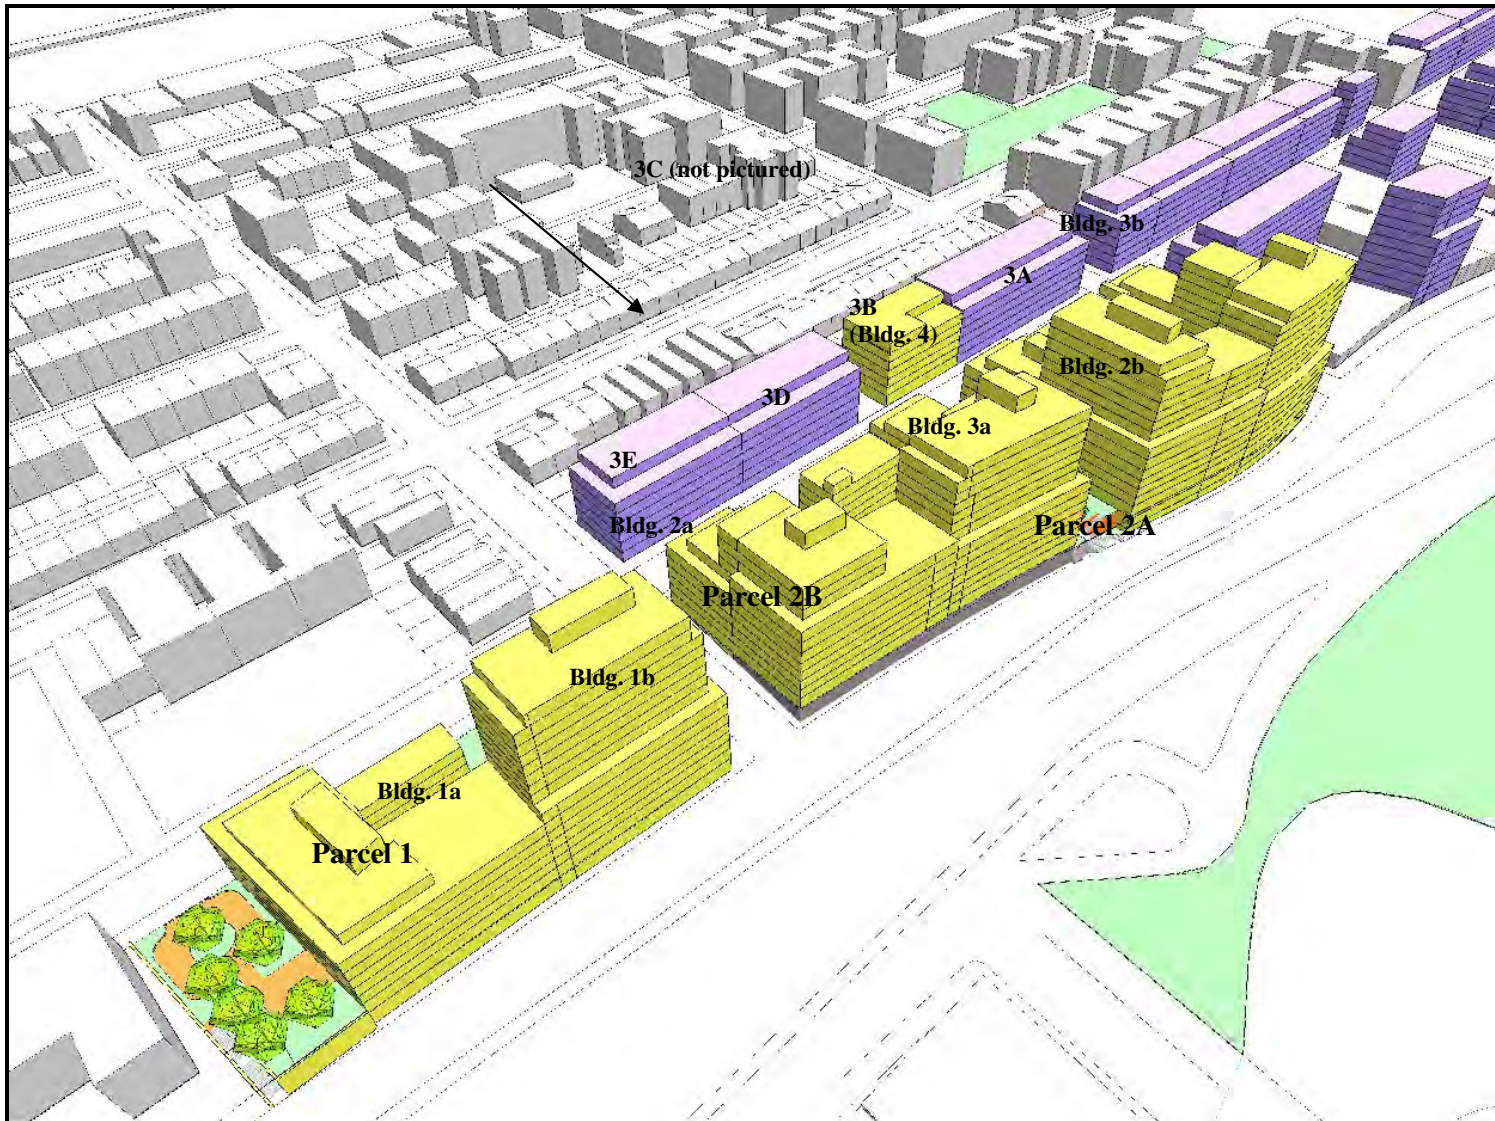 3C (not pictured)
Bldg. 3b
3A
3B
(Bldg. 4)
Bldg. 2b
3D
Bldg. 3a
3E
Bldg. 2a
Parcel 2A
Parcel 2B
Bldg. 1b
Bldg. 1a
Parcel 1